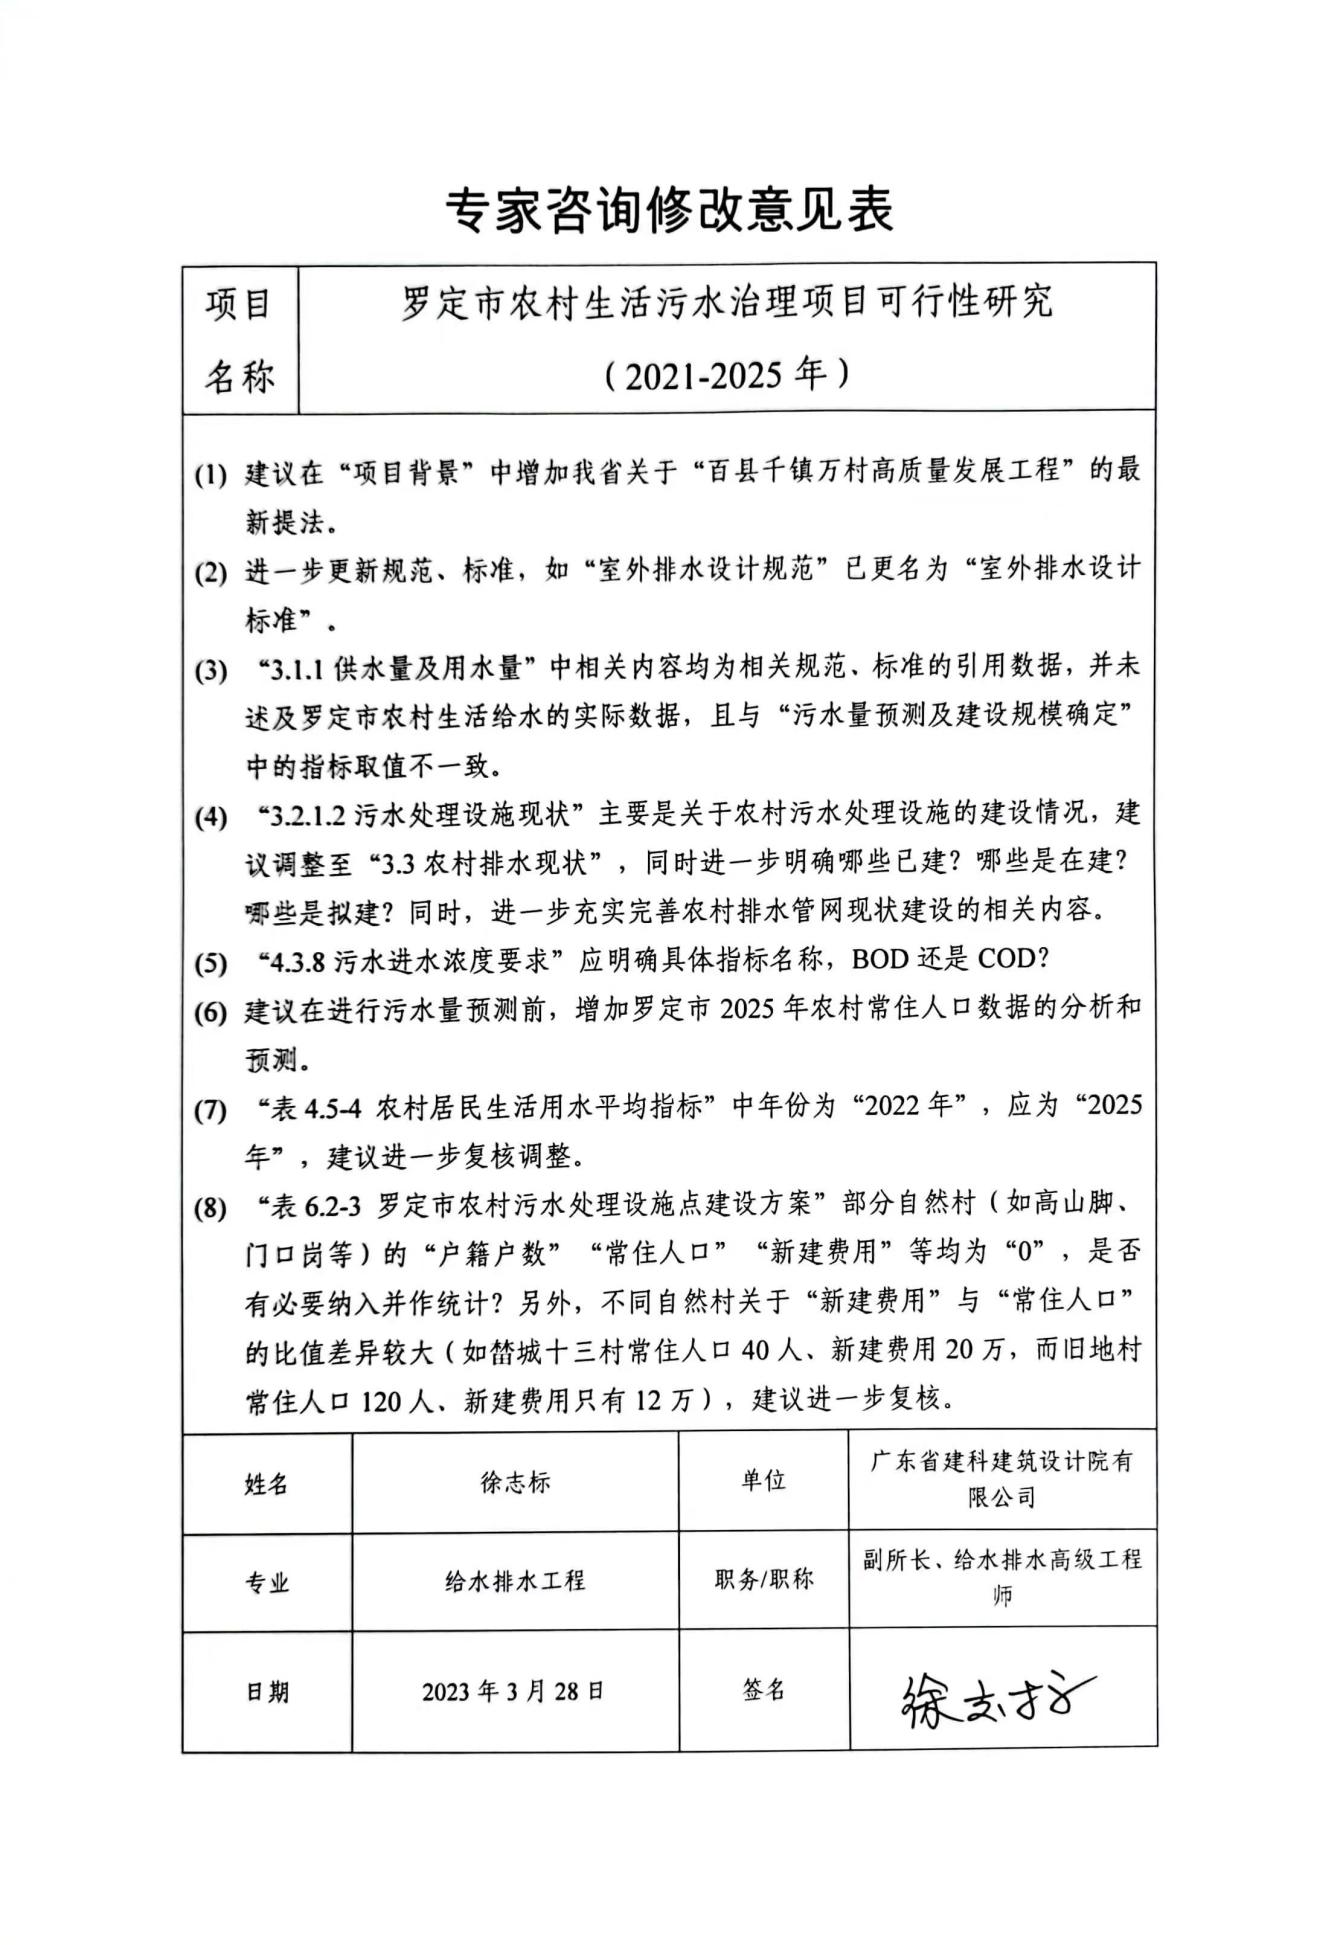 专家咨询修改意见表
项目
名称
罗定市农村生活污水治理项目可行性研究
（2021-2025 年）
(1) 建议在“项目背景”中增加我省关于“百县千镇万村高质量发展工程”的最
新提法。
(2) 进一步更新规范、标准，如“室外排水设计规范”已更名为“室外排水设计
标准”。
(3) “3.1.1 供水量及用水量”中相关内容均为相关规范、标准的引用数据，并未
述及罗定市农村生活给水的实际数据，且与“污水量预测及建设规模确定”
中的指标取值不一致。
(4) “3.2.1.2 污水处理设施现状”主要是关于农村污水处理设施的建设情况，建
议调整至“3.3 农村排水现状”，同时进一步明确哪些已建？哪些是在建？
哪些是拟建？同时，进一步充实完善农村排水管网现状建设的相关内容。
(5) “4.3.8 污水进水浓度要求”应明确具体指标名称，BOD 还是 COD？
(6) 建议在进行污水量预测前，增加罗定市 2025 年农村常住人口数据的分析和
预测。
(7) “表 4.5-4 农村居民生活用水平均指标”中年份为“2022 年”，应为“2025
年”，建议进一步复核调整。
(8) “表 6.2-3 罗定市农村污水处理设施点建设方案”部分自然村（如高山脚、
门口岗等）的“户籍户数”“常住人口”“新建费用”等均为“0”，是否
有必要纳入并作统计？另外，不同自然村关于“新建费用”与“常住人口”
的比值差异较大（如榃城十三村常住人口 40 人、新建费用 20 万，而旧地村
常住人口 120 人、新建费用只有 12 万），建议进一步复核。
姓名
徐志标
单位
广东省建科建筑设计院有
限公司
专业
给水排水工程
职务/职称
副所长、给水排水高级工程
师
日期
2023 年 3 月 28 日
签名
徐志标